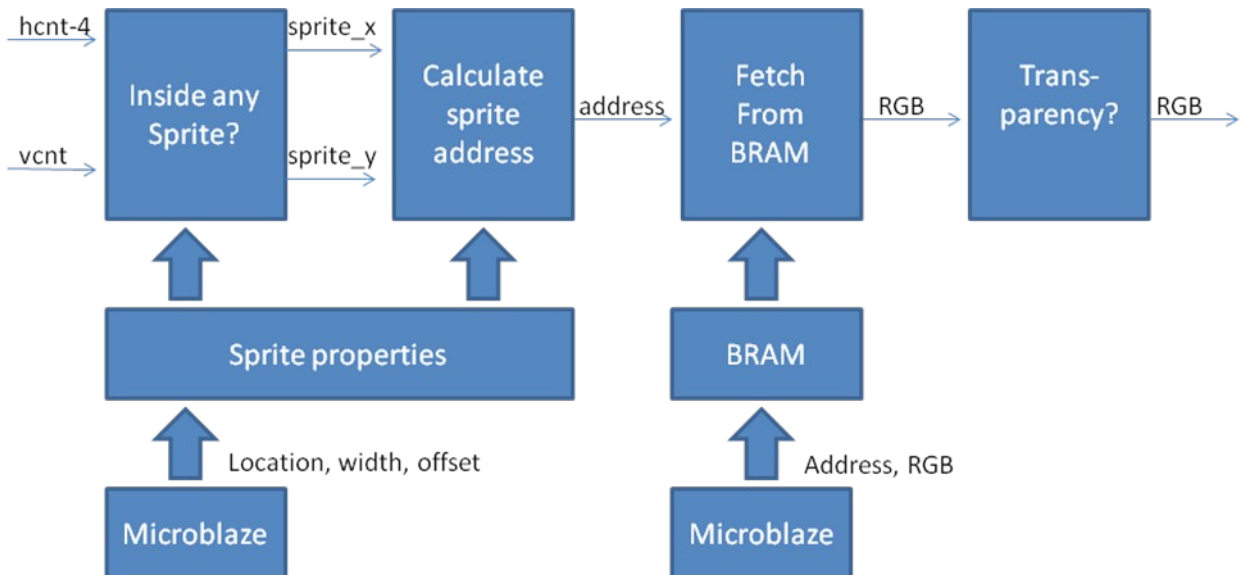 hcnt-4
vcnt
Inside any
Sprite?
sprite_x
sprite_y
Calculate
sprite
address
address
Fetch
From
BRAM
RGB
Trans-
parency?
RGB
Sprite properties
BRAM
Location, width, offset
Address, RGB
Microblaze
Microblaze